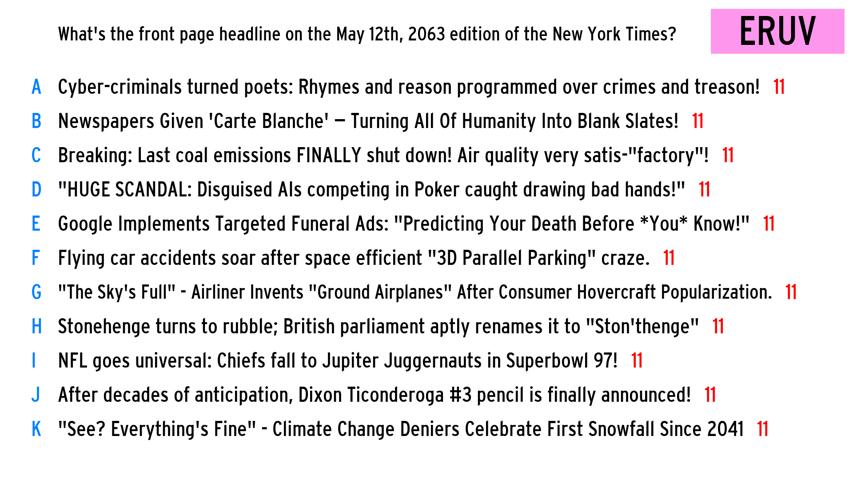 What's the front page headline on the May 12th, 2063 edition of the New York Times?
ERUV
A Cyber-criminals turned poets: Rhymes and reason programmed over crimes and treason! 11
B Newspapers Given 'Carte Blanche' – Turning All Of Humanity Into Blank Slates! 11
C Breaking: Last coal emissions FINALLY shut down! Air quality very satis-"factory"! 11
D "HUGE SCANDAL: Disguised AIs competing in Poker caught drawing bad hands!" 11
E Google Implements Targeted Funeral Ads: "Predicting Your Death Before *You* Know!" 11
F Flying car accidents soar after space efficient "3D Parallel Parking" craze. 11
G "The Sky's Full" - Airliner Invents "Ground Airplanes" After Consumer Hovercraft Popularization. 11
H Stonehenge turns to rubble; British parliament aptly renames it to "Ston'thenge" 11
I NFL goes universal: Chiefs fall to Jupiter Juggernauts in Superbowl 97! 11
J After decades of anticipation, Dixon Ticonderoga #3 pencil is finally announced! 11
K "See? Everything's Fine" - Climate Change Deniers Celebrate First Snowfall Since 2041 11